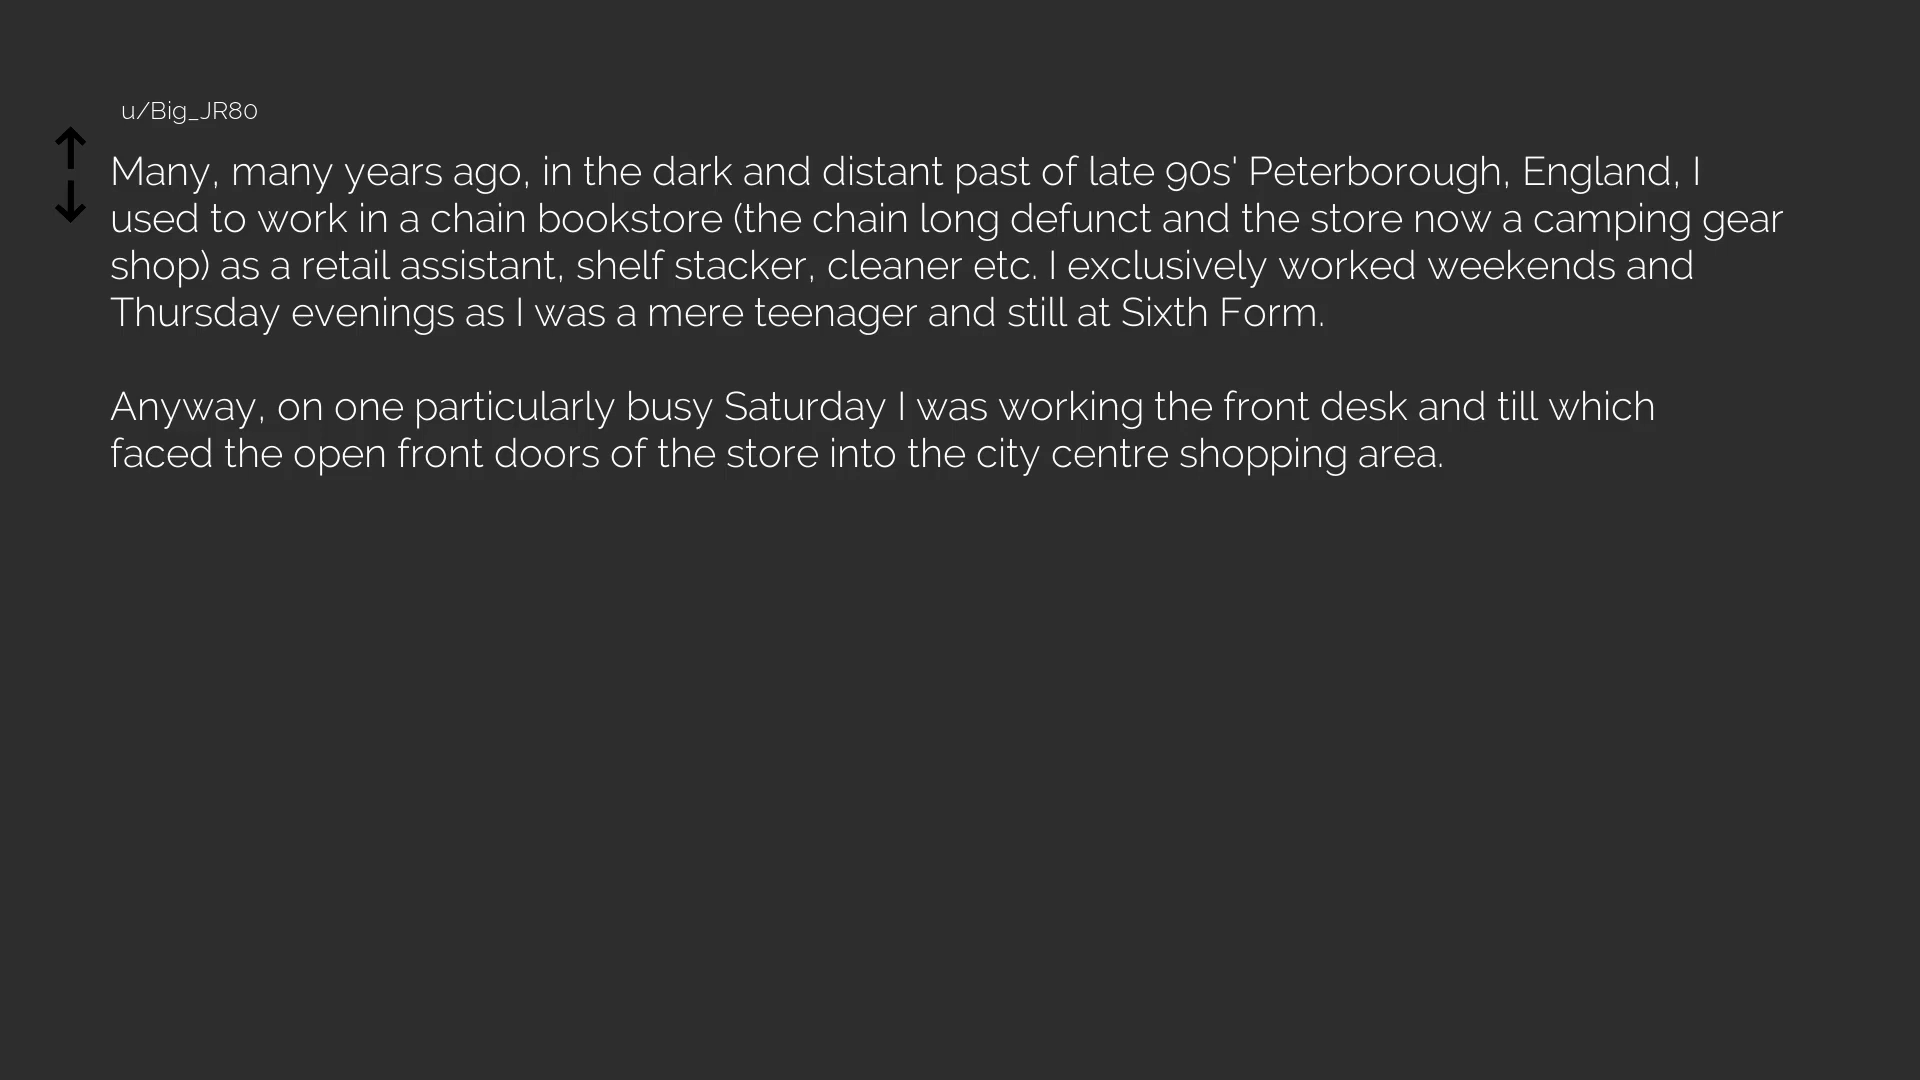 u/Big_JR80
Many, many years ago, in the dark and distant past of late 90s' Peterborough, England, I
used to work in a chain bookstore (the chain long defunct and the store now a camping gear
shop) as a retail assistant, shelf stacker, cleaner etc. I exclusively worked weekends and
Thursday evenings as I was a mere teenager and still at Sixth Form.
Anyway, on one particularly busy Saturday I was working the front desk and till which
faced the open front doors of the store into the city centre shopping area.